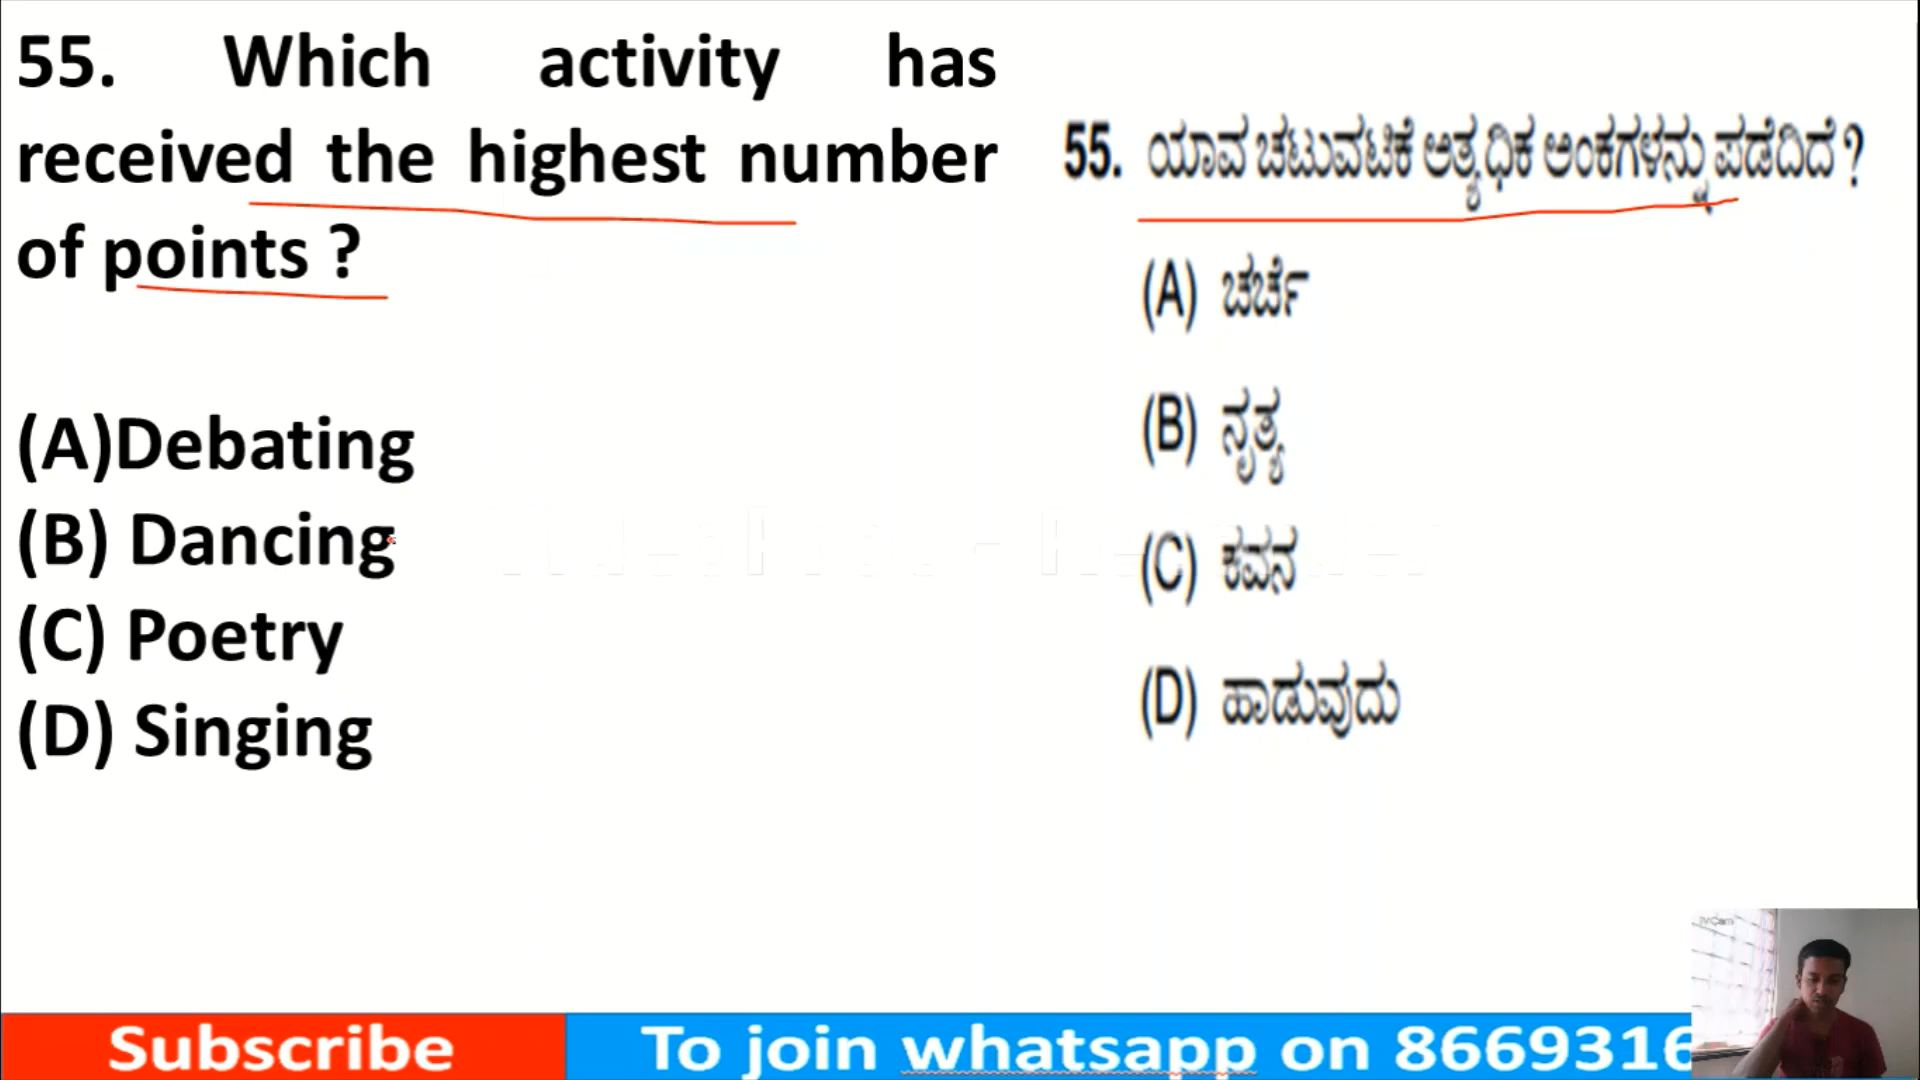 55. Which activity has
received the highest number
of points ?
(A)Debating
(B) Dancing
(C) Poetry
(D) Singing
55. ಯಾವ ಚಟುವಟಿಕೆ ಅತ್ಯಧಿಕ ಅಂಕಗಳನ್ನು ಪಡೆದಿದೆ ?
(A) ಚರ್ಚೆ
(B) ನೃತ್ಯ
(C) ಕವನ
(D) ಹಾಡುವುದು
Subscribe
To join whatsapp on 8669316